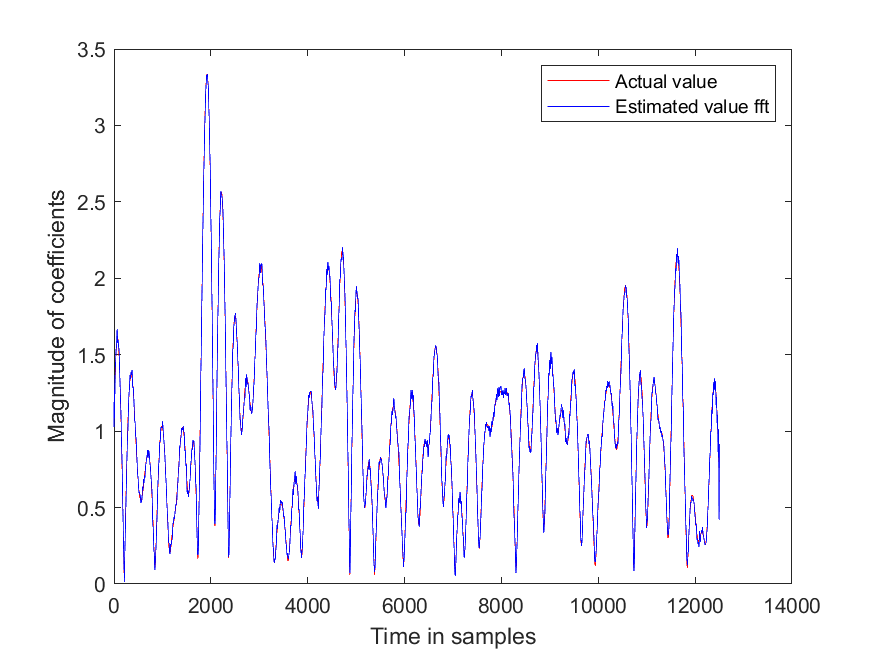 3.5
3
2.5
2
1.5
1
0.5
0
Magnitude of coefficients
Actual value
Estimated value fft
0 2000 4000 6000 8000 10000 12000 14000
Time in samples